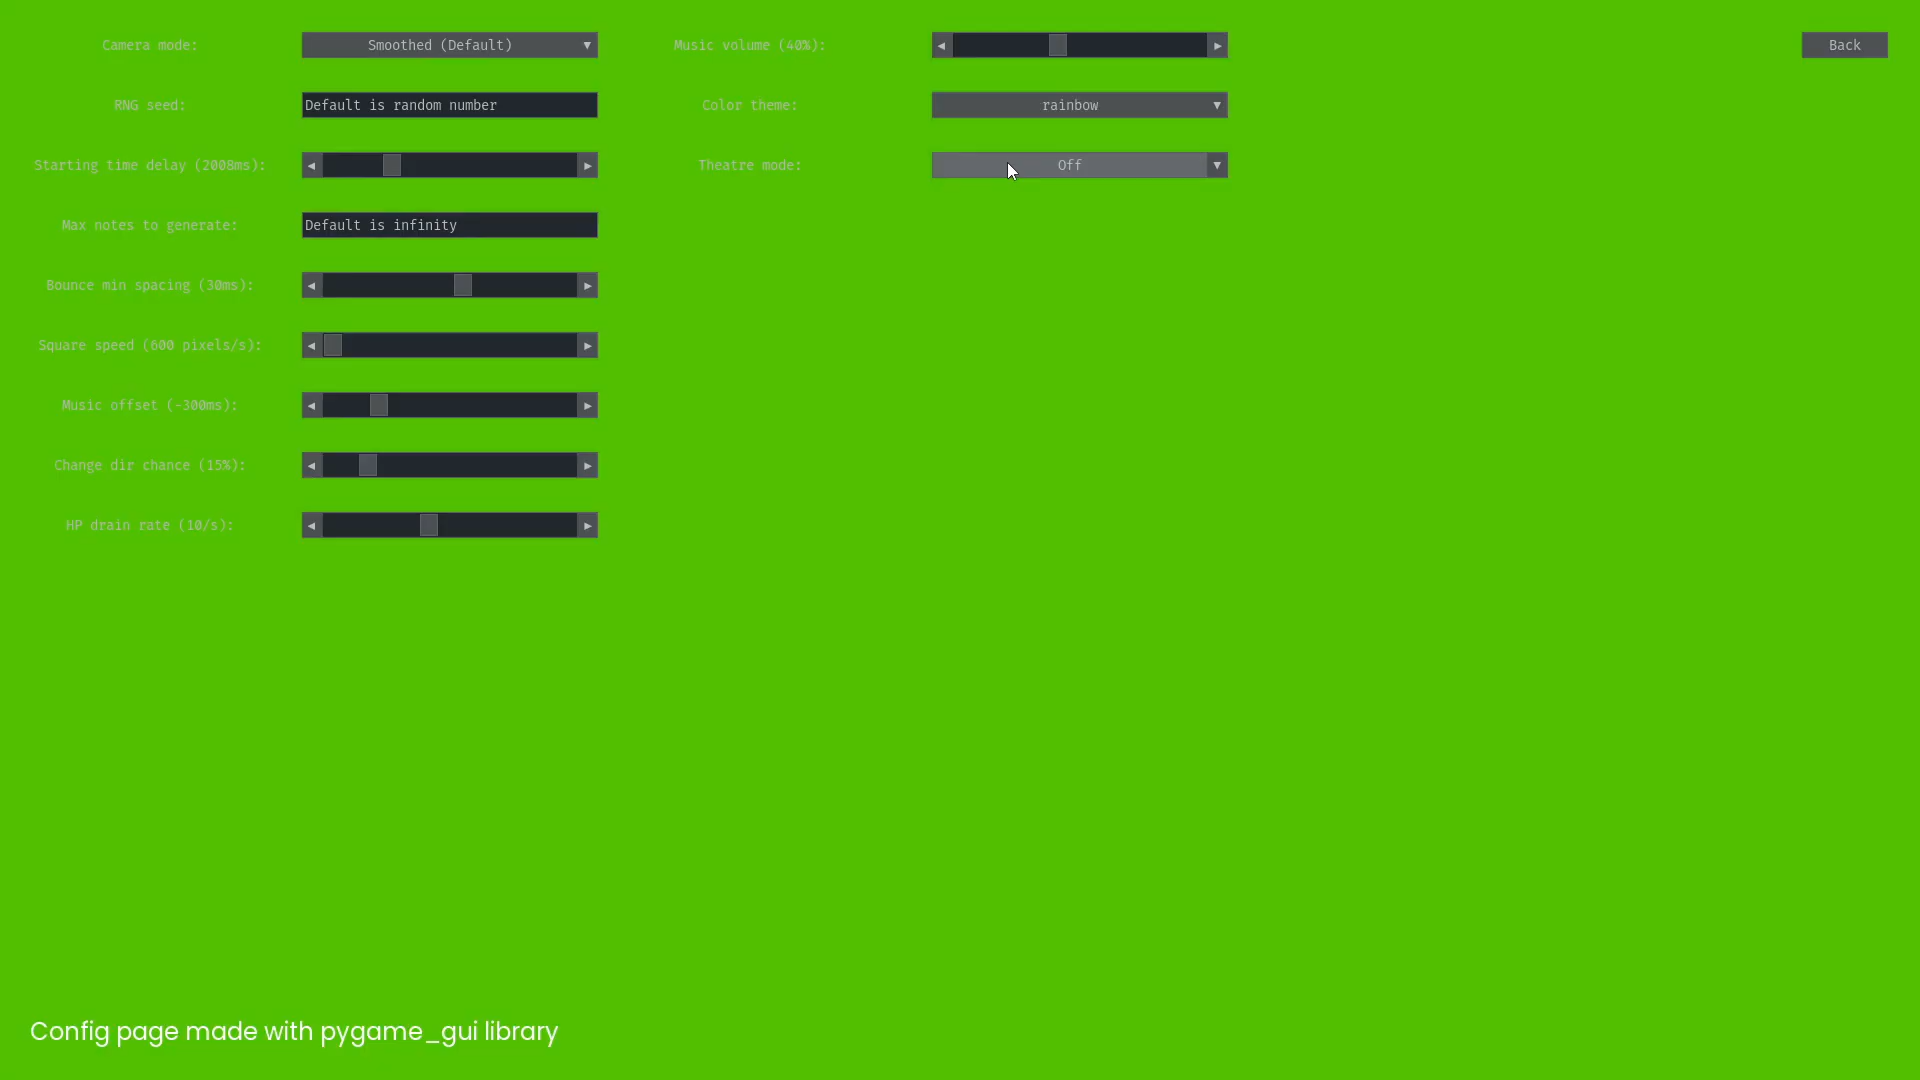 Camera mode: Smoothed (Default) ▼
RNG seed: Default is random number
Starting time delay (2008ms):
Max notes to generate: Default is infinity
Bounce min spacing (30ms):
Square speed (600 pixels/s):
Music offset (-300ms):
Change dir chance (15%):
HP drain rate (10/s):
Music volume (40%):
Color theme: rainbow ▼
Theatre mode: Off ▼
Back
Config page made with pygame_gui library